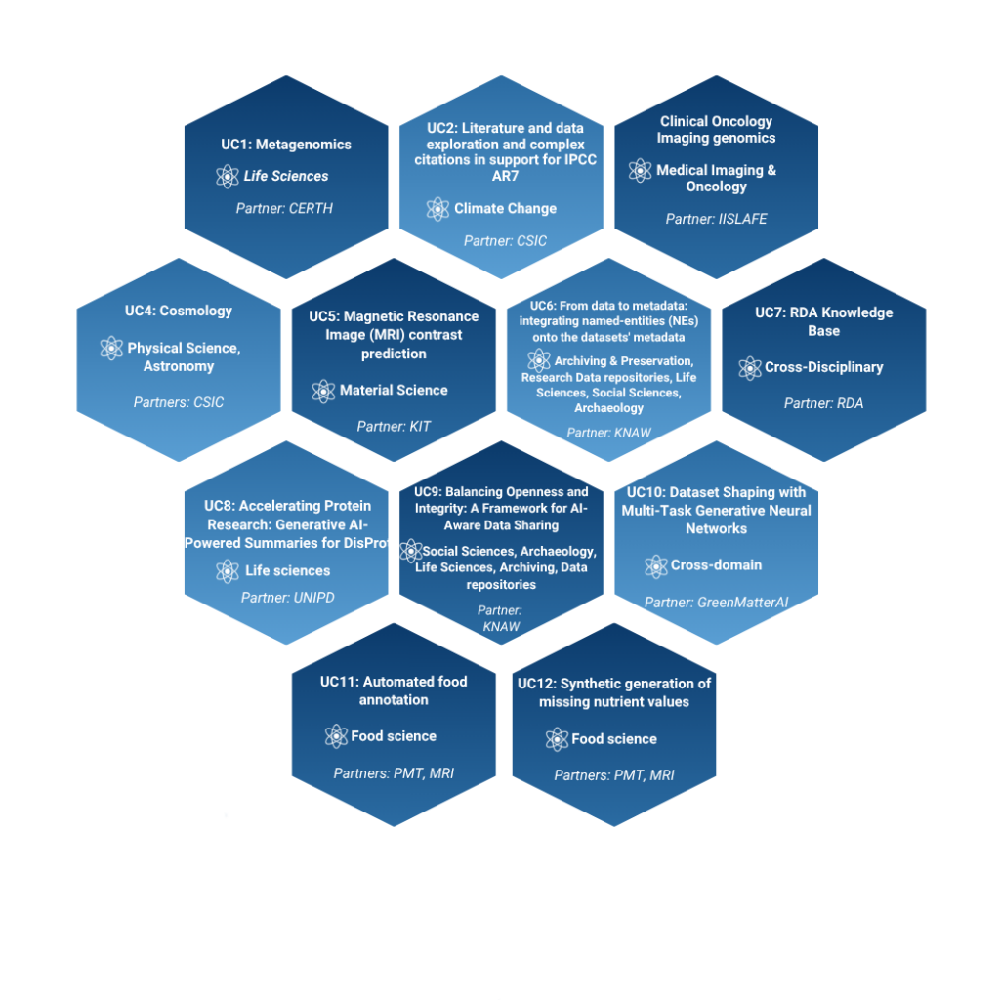 UC1: Metagenomics
Life Sciences
Partner: CERTH
UC2: Literature and data
exploration and complex
citations in support for IPCC
AR7
Climate Change
Partner: CSIC
Clinical Oncology
Imaging genomics
Medical Imaging &
Oncology
Partner: IISLAFE
UC4: Cosmology
Physical Science,
Astronomy
Partners: CSIC
UC5: Magnetic Resonance
Image (MRI) contrast
prediction
Material Science
Partner: KIT
UC6: From data to metadata:
integrating named-entities (NEs)
onto the datasets' metadata
Archiving & Preservation,
Research Data repositories, Life
Sciences, Social Sciences,
Archaeology
Partner: KNAW
UC7: RDA Knowledge
Base
Cross-Disciplinary
Partner: RDA
UC8: Accelerating Protein
Research: Generative AI-
Powered Summaries for DisProt
Life sciences
Partner: UNIPD
UC9: Balancing Openness and
Integrity: A Framework for AI-
Aware Data Sharing
Social Sciences, Archaeology,
Life Sciences, Archiving, Data
repositories
Partner:
KNAW
UC10: Dataset Shaping with
Multi-Task Generative Neural
Networks
Cross-domain
Partner: GreenMatterAI
UC11: Automated food
annotation
Food science
Partners: PMT, MRI
UC12: Synthetic generation of
missing nutrient values
Food science
Partners: PMT, MRI